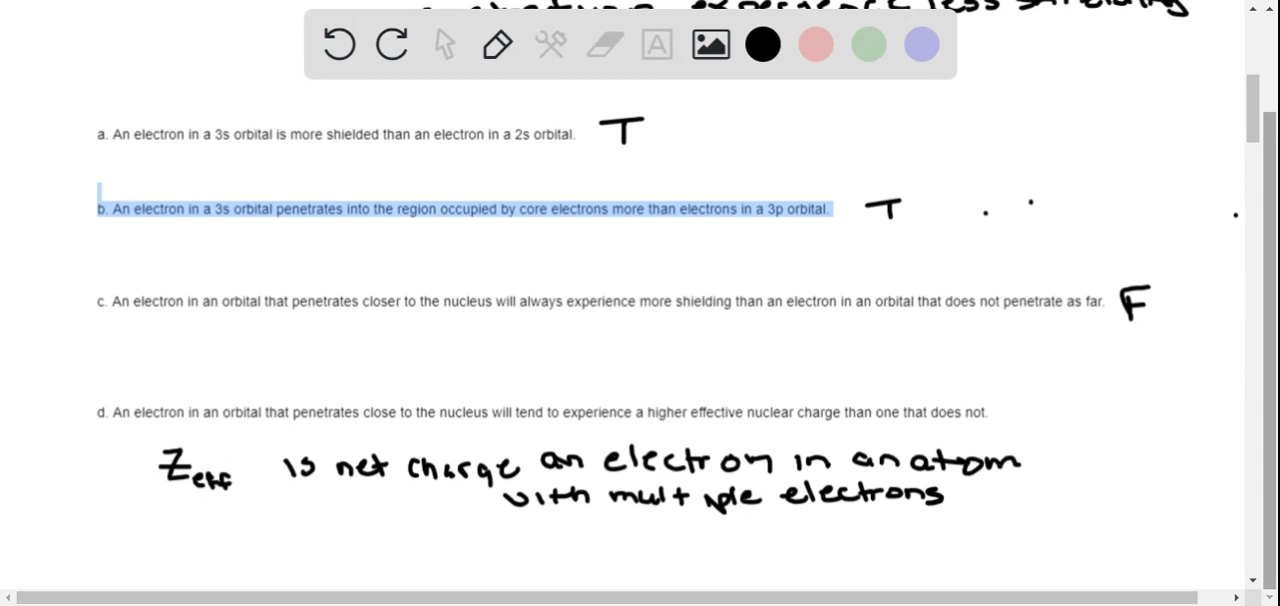 experience less shielding
A
a. An electron in a 3s orbital is more shielded than an electron in a 2s orbital. T
b. An electron in a 3s orbital penetrates into the region occupied by core electrons more than electrons in a 3p orbital. T
c. An electron in an orbital that penetrates closer to the nucleus will always experience more shielding than an electron in an orbital that does not penetrate as far. F
d. An electron in an orbital that penetrates close to the nucleus will tend to experience a higher effective nuclear charge than one that does not.
Zeff is net charge an electron in an atom
with multiple electrons